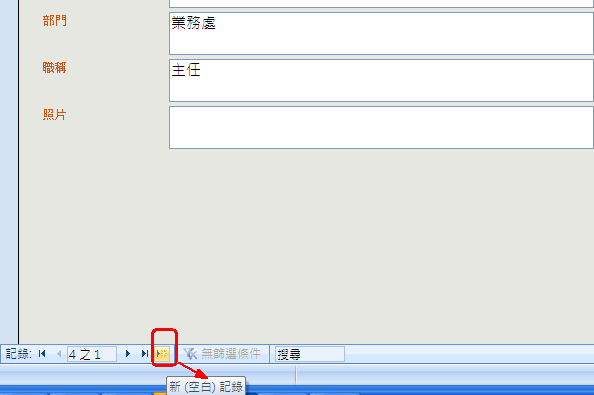 部門
業務處
職稱
主任
照片
記錄: 4 之 1 無篩選條件 搜尋
新 (空白) 記錄